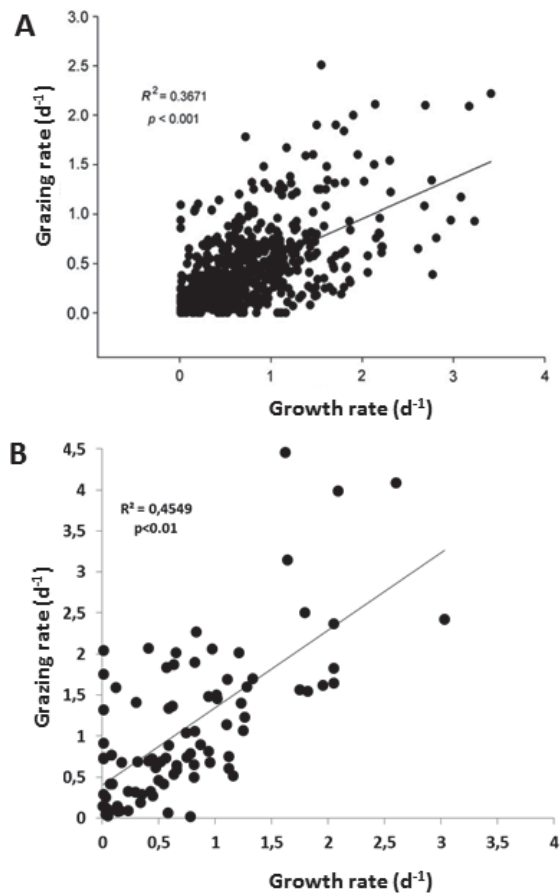 A
3.0
2.5
2.0
1.5
1.0
0.5
0.0
Grazing rate (d-1)
R2 = 0.3671
p < 0.001
0 1 2 3 4
Growth rate (d-1)
B
4,5
4
3,5
3
2,5
2
1,5
1
0,5
0
Grazing rate (d-1)
R² = 0,4549
p<0.01
0 0,5 1 1,5 2 2,5 3 3,5 4
Growth rate (d-1)